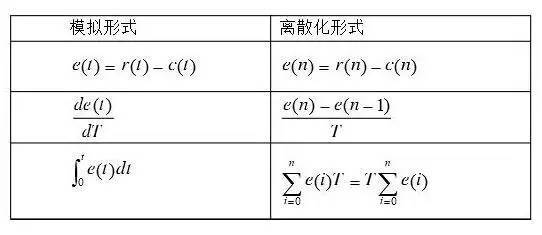 模拟形式 离散化形式
e(t) = r(t) − c(t) e(n) = r(n) − c(n)
de(t)/dT (e(n) − e(n−1))/T
∫₀ᵗ e(t)dt ∑ᵢ₌₀ⁿ e(i)T = T∑ᵢ₌₀ⁿ e(i)